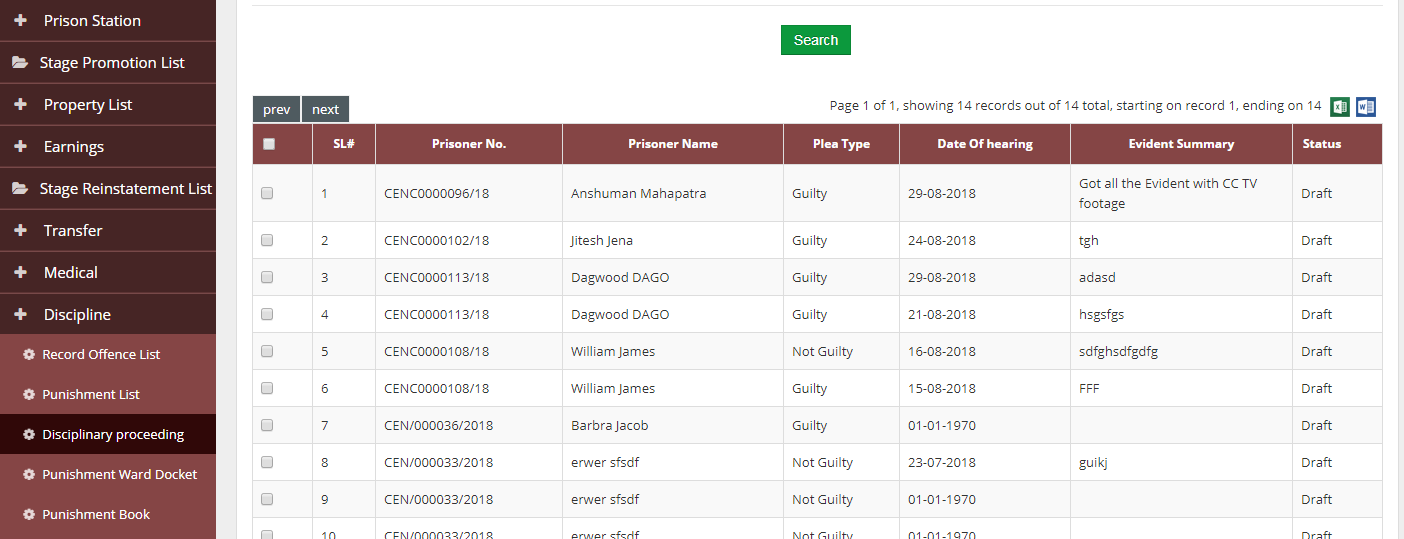 Prison Station
Stage Promotion List
Property List
Earnings
Stage Reinstatement List
Transfer
Medical
Discipline
Record Offence List
Punishment List
Disciplinary proceeding
Punishment Ward Docket
Punishment Book
Search
prev next
Page 1 of 1, showing 14 records out of 14 total, starting on record 1, ending on 14
SL# Prisoner No. Prisoner Name Plea Type Date Of hearing Evident Summary Status
1 CENC0000096/18 Anshuman Mahapatra Guilty 29-08-2018 Got all the Evident with CC TV footage Draft
2 CENC0000102/18 Jitesh Jena Guilty 24-08-2018 tgh Draft
3 CENC0000113/18 Dagwood DAGO Guilty 29-08-2018 adasd Draft
4 CENC0000113/18 Dagwood DAGO Guilty 21-08-2018 hsgsfgs Draft
5 CENC0000108/18 William James Not Guilty 16-08-2018 sdfghsdfgdfg Draft
6 CENC0000108/18 William James Guilty 15-08-2018 FFF Draft
7 CEN/000036/2018 Barbra Jacob Guilty 01-01-1970 Draft
8 CEN/000033/2018 erwer sfsdf Not Guilty 23-07-2018 guikj Draft
9 CEN/000033/2018 erwer sfsdf Not Guilty 01-01-1970 Draft
10 CEN/000033/2018 erwer sfsdf Not Guilty 01-01-1970 Draft